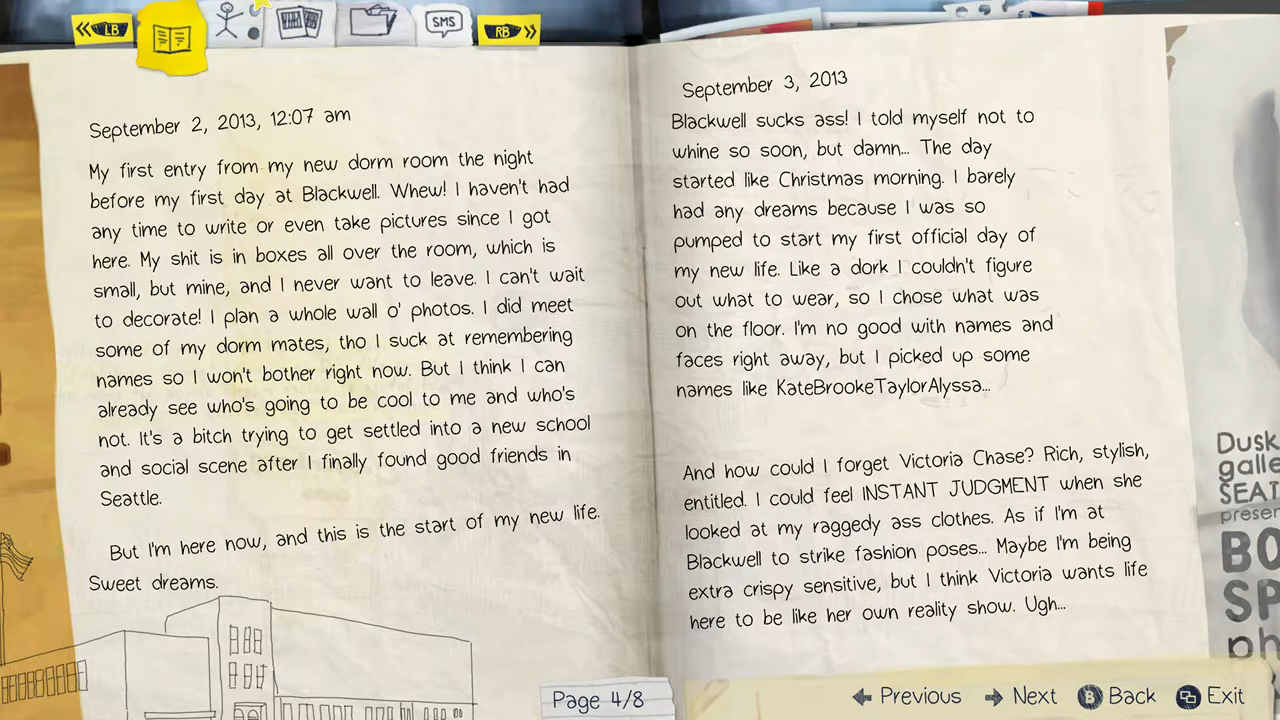 LB
SMS
RB
September 2, 2013, 12:07 am
My first entry from my new dorm room the night
before my first day at Blackwell. Whew! I haven't had
any time to write or even take pictures since I got
here. My shit is in boxes all over the room, which is
small, but mine, and I never want to leave. I can't wait
to decorate! I plan a whole wall o' photos. I did meet
some of my dorm mates, tho I suck at remembering
names so I won't bother right now. But I think I can
already see who's going to be cool to me and who's
not. It's a bitch trying to get settled into a new school
and social scene after I finally found good friends in
Seattle.
But I'm here now, and this is the start of my new life.
Sweet dreams.
September 3, 2013
Blackwell sucks ass! I told myself not to
whine so soon, but damn... The day
started like Christmas morning. I barely
had any dreams because I was so
pumped to start my first official day of
my new life. Like a dork I couldn't figure
out what to wear, so I chose what was
on the floor. I'm no good with names and
faces right away, but I picked up some
names like KateBrookeTaylorAlyssa...
And how could I forget Victoria Chase? Rich, stylish,
entitled. I could feel INSTANT JUDGMENT when she
looked at my raggedy ass clothes. As if I'm at
Blackwell to strike fashion poses... Maybe I'm being
extra crispy sensitive, but I think Victoria wants life
here to be like her own reality show. Ugh...
Dusk
galle
SEAT
presen
BO
SP
ph
Page 4/8
Previous
Next
B Back
Exit